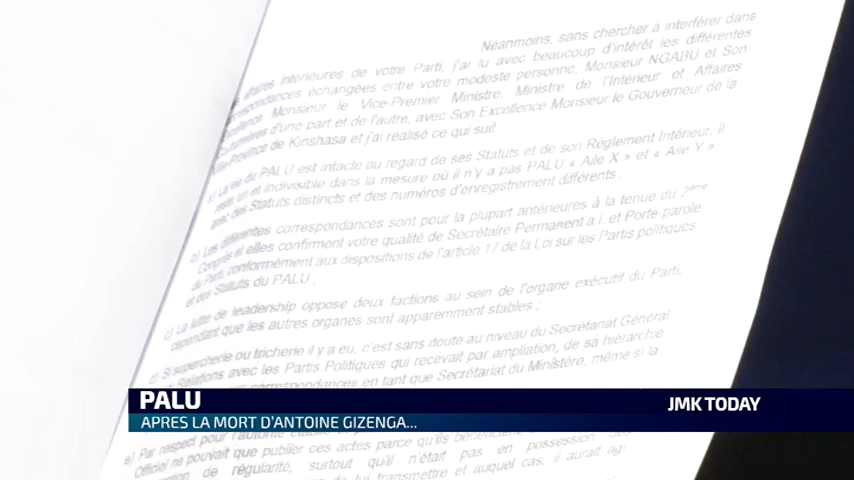 Néanmoins, sans chercher à interférer dans
affaires intérieures de votre Parti, j'ai lu avec beaucoup d'intérêt les différentes
correspondances échangées entre votre modeste personne, Monsieur NGABU et Son
Excellence Monsieur le Vice-Premier Ministre, Ministre de l'Intérieur et Affaires
Coutumières d'une part et de l'autre, avec Son Excellence Monsieur le Gouverneur de la
Ville-Province de Kinshasa et j'ai réalisé ce qui suit
a) La vie du PALU est intacte au regard de ses Statuts et de son Règlement Intérieur, il
reste un et indivisible dans la mesure où il n'y a pas PALU « Aile X » et « Aile Y »,
des Statuts distincts et des numéros d'enregistrement différents ;
b) Les différentes correspondances sont pour la plupart antérieures à la tenue du 2ème
Congrès et elles confirment votre qualité de Secrétaire Permanent a.i. et Porte-parole
du Parti, conformément aux dispositions de l'article 17 de la Loi sur les Partis politiques
et des Statuts du PALU ;
c) La lutte de leadership oppose deux factions au sein de l'organe exécutif du Parti,
cependant que les autres organes sont apparemment stables ;
d) Si supercherie ou tricherie il y a eu, c'est sans doute au niveau du Secrétariat Général
aux Relations avec les Partis Politiques qui recevait par ampliation, de sa hiérarchie
correspondances en tant que Secrétariat du Ministère, même si la
PALU
JMK TODAY
APRES LA MORT D'ANTOINE GIZENGA...
e) Par respect pour l'autorité
Officiel ne pouvait que publier ces actes parce qu'ils bénéficient
de régularité, surtout qu'il n'était pas en possession
de lui transmettre et auquel cas, il aurait agi